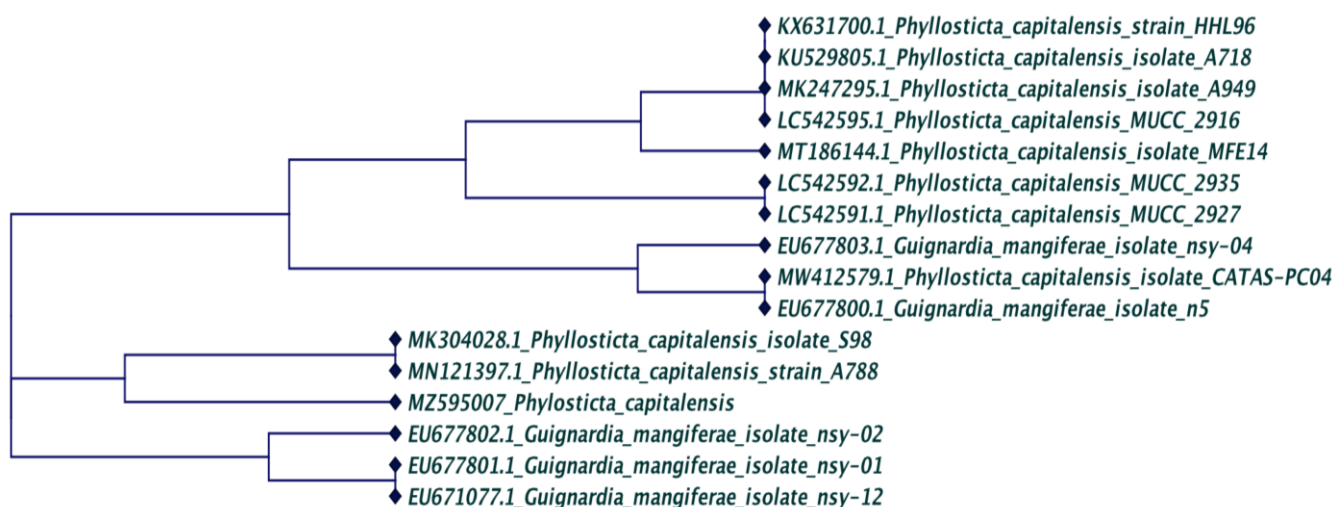 KX631700.1_Phyllosticta_capitalensis_strain_HHL96
KU529805.1_Phyllosticta_capitalensis_isolate_A718
MK247295.1_Phyllosticta_capitalensis_isolate_A949
LC542595.1_Phyllosticta_capitalensis_MUCC_2916
MT186144.1_Phyllosticta_capitalensis_isolate_MFE14
LC542592.1_Phyllosticta_capitalensis_MUCC_2935
LC542591.1_Phyllosticta_capitalensis_MUCC_2927
EU677803.1_Guignardia_mangiferae_isolate_nsy-04
MW412579.1_Phyllosticta_capitalensis_isolate_CATAS-PC04
EU677800.1_Guignardia_mangiferae_isolate_n5
MK304028.1_Phyllosticta_capitalensis_isolate_S98
MN121397.1_Phyllosticta_capitalensis_strain_A788
MZ595007_Phylosticta_capitalensis
EU677802.1_Guignardia_mangiferae_isolate_nsy-02
EU677801.1_Guignardia_mangiferae_isolate_nsy-01
EU671077.1_Guignardia_mangiferae_isolate_nsy-12